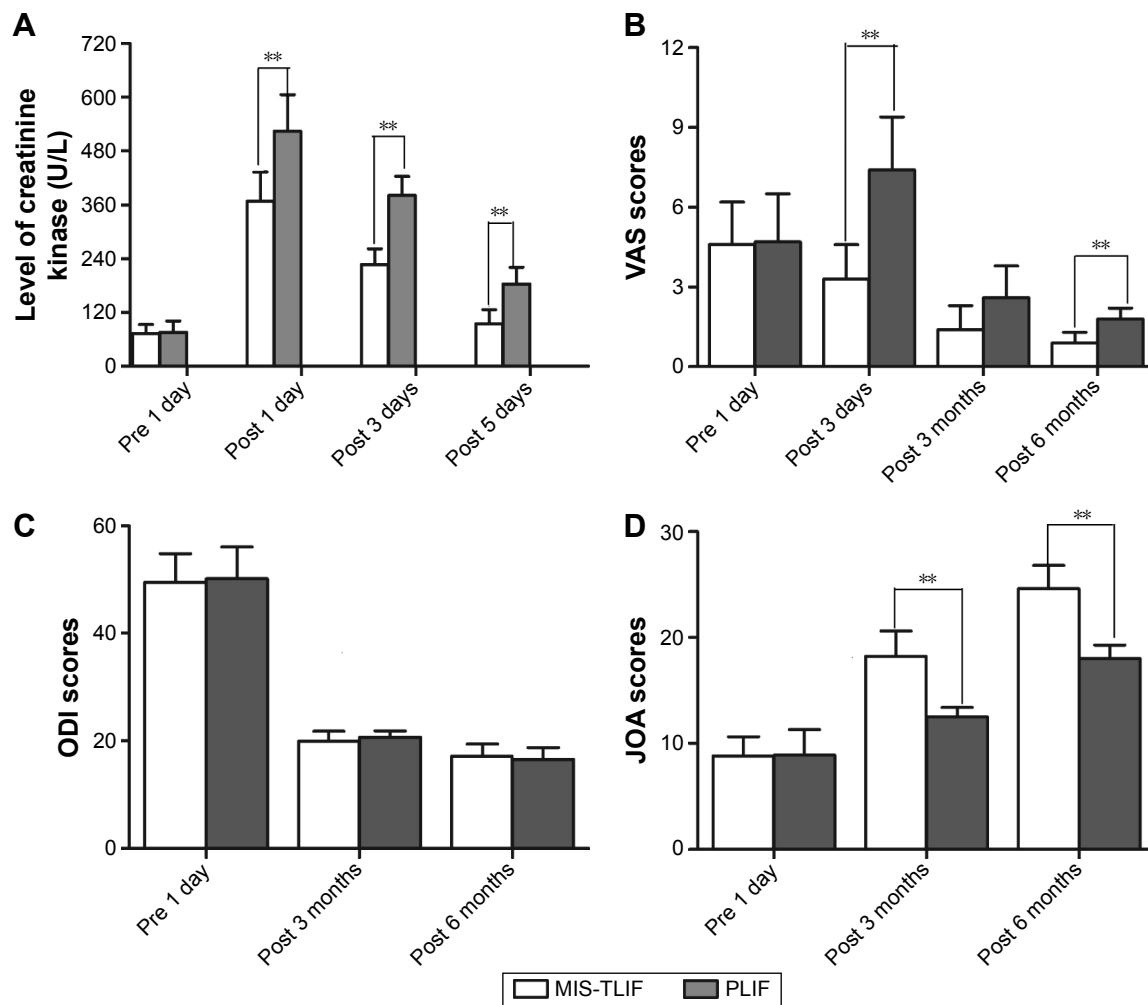 A
Level of creatinine
kinase (U/L)
720
600
480
360
240
120
0
**
**
**
Pre 1 day
Post 1 day
Post 3 days
Post 5 days
B
VAS scores
12
9
6
3
0
**
**
Pre 1 day
Post 3 days
Post 3 months
Post 6 months
C
ODI scores
60
40
20
0
Pre 1 day
Post 3 months
Post 6 months
D
JOA scores
30
20
10
0
**
**
Pre 1 day
Post 3 months
Post 6 months
MIS-TLIF
PLIF